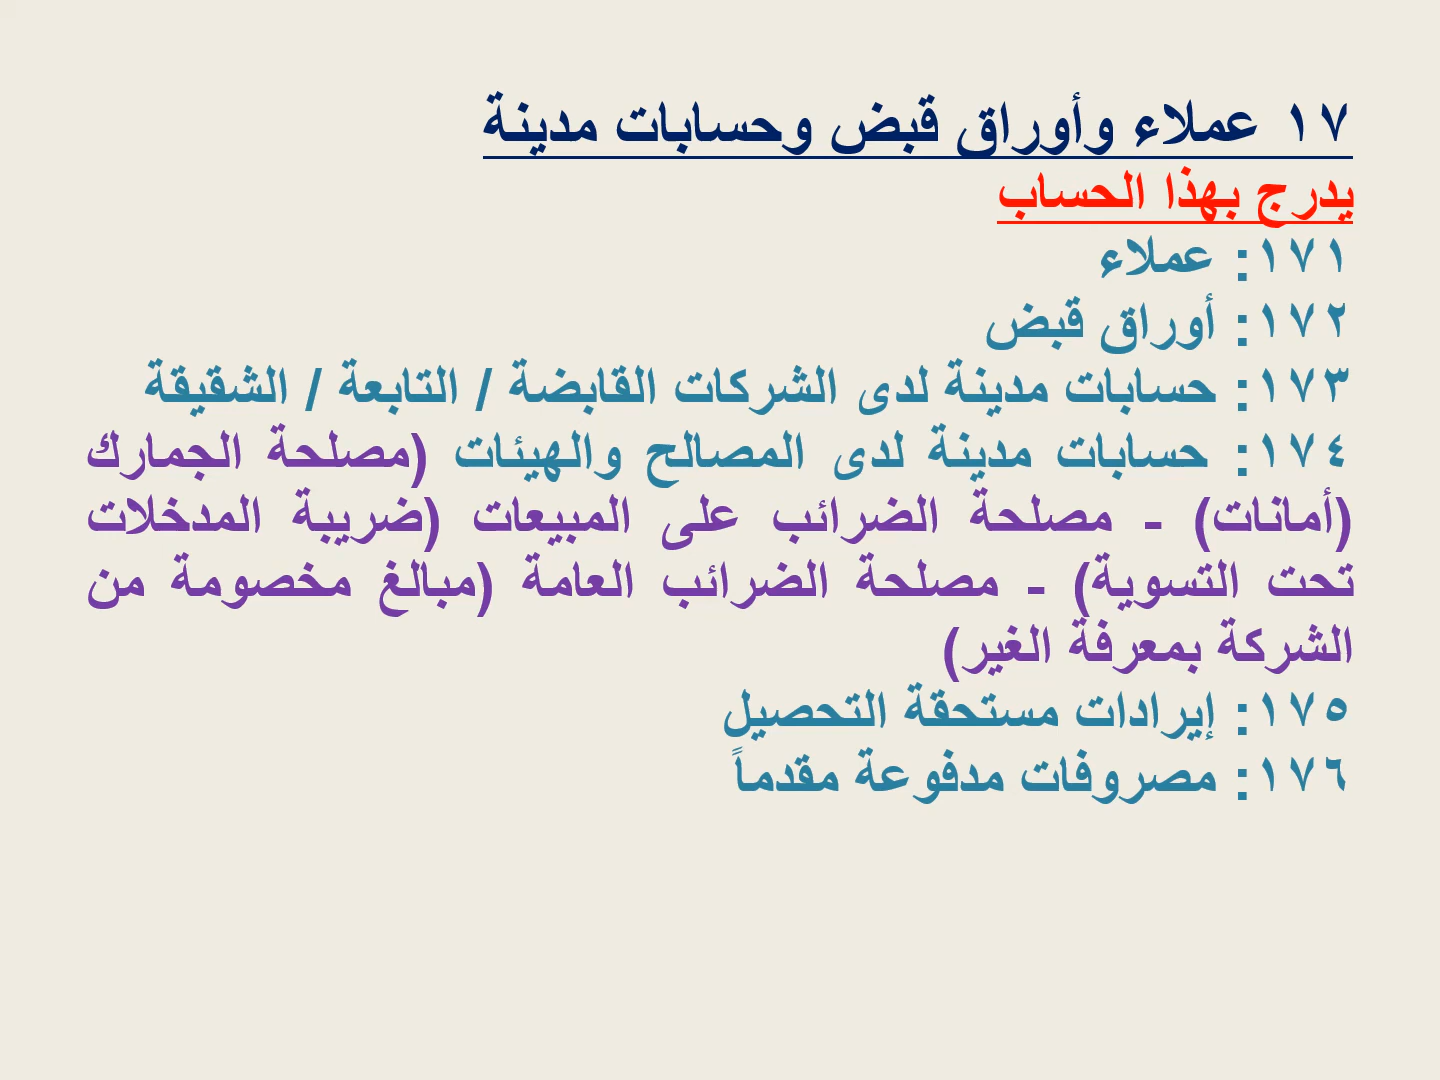 ١٧ عملاء وأوراق قبض وحسابات مدينة
يدرج بهذا الحساب
١٧١: عملاء
١٧٢: أوراق قبض
١٧٣: حسابات مدينة لدى الشركات القابضة / التابعة / الشقيقة
١٧٤: حسابات مدينة لدى المصالح والهيئات (مصلحة الجمارك
(أمانات) - مصلحة الضرائب على المبيعات (ضريبة المدخلات
تحت التسوية) - مصلحة الضرائب العامة (مبالغ مخصومة من
الشركة بمعرفة الغير)
١٧٥: إيرادات مستحقة التحصيل
١٧٦: مصروفات مدفوعة مقدماً